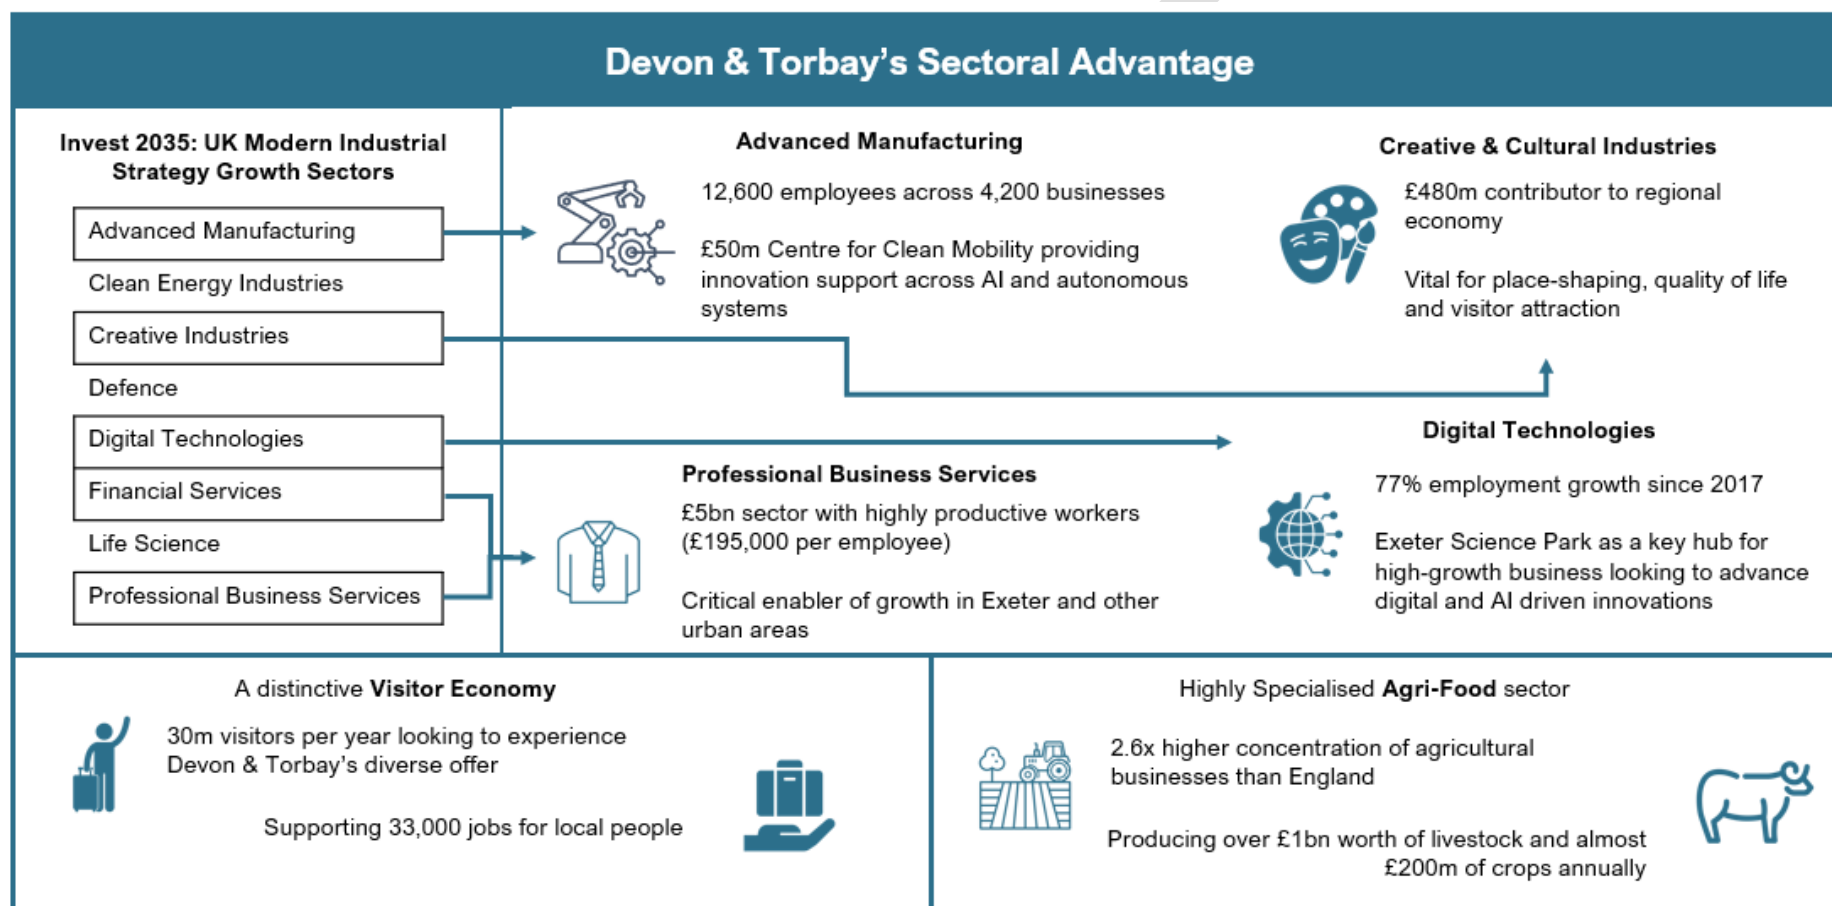 Devon & Torbay's Sectoral Advantage
Invest 2035: UK Modern Industrial
Strategy Growth Sectors
Advanced Manufacturing
Clean Energy Industries
Creative Industries
Defence
Digital Technologies
Financial Services
Life Science
Professional Business Services
Advanced Manufacturing
12,600 employees across 4,200 businesses
£50m Centre for Clean Mobility providing
innovation support across AI and autonomous
systems
Creative & Cultural Industries
£480m contributor to regional
economy
Vital for place-shaping, quality of life
and visitor attraction
Professional Business Services
£5bn sector with highly productive workers
(£195,000 per employee)
Critical enabler of growth in Exeter and other
urban areas
Digital Technologies
77% employment growth since 2017
Exeter Science Park as a key hub for
high-growth business looking to advance
digital and AI driven innovations
A distinctive Visitor Economy
30m visitors per year looking to experience
Devon & Torbay's diverse offer
Supporting 33,000 jobs for local people
Highly Specialised Agri-Food sector
2.6x higher concentration of agricultural
businesses than England
Producing over £1bn worth of livestock and almost
£200m of crops annually